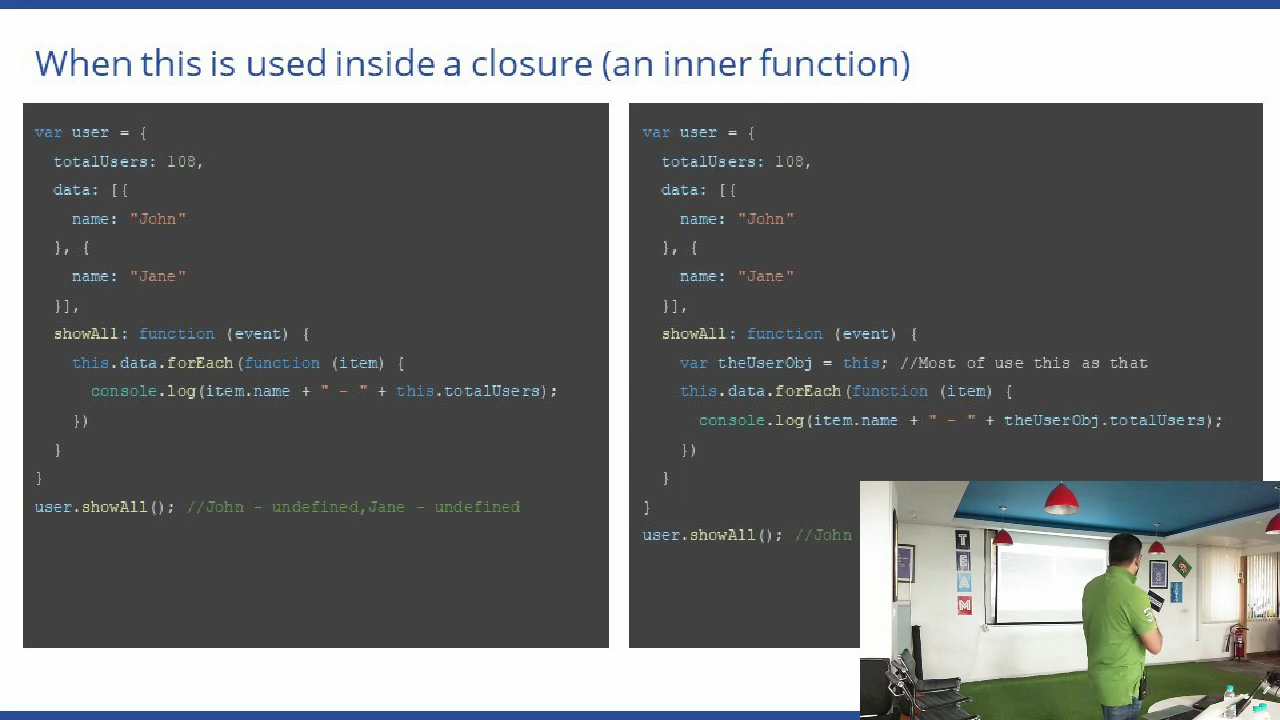 When this is used inside a closure (an inner function)
var user = {
totalUsers: 108,
data: [{
name: "John"
}, {
name: "Jane"
}],
showAll: function (event) {
this.data.forEach(function (item) {
console.log(item.name + " - " + this.totalUsers);
})
}
}
user.showAll(); //John - undefined,Jane - undefined
var user = {
totalUsers: 108,
data: [{
name: "John"
}, {
name: "Jane"
}],
showAll: function (event) {
var theUserObj = this; //Most of use this as that
this.data.forEach(function (item) {
console.log(item.name + " - " + theUserObj.totalUsers);
})
}
}
user.showAll(); //John
T
E
A
M